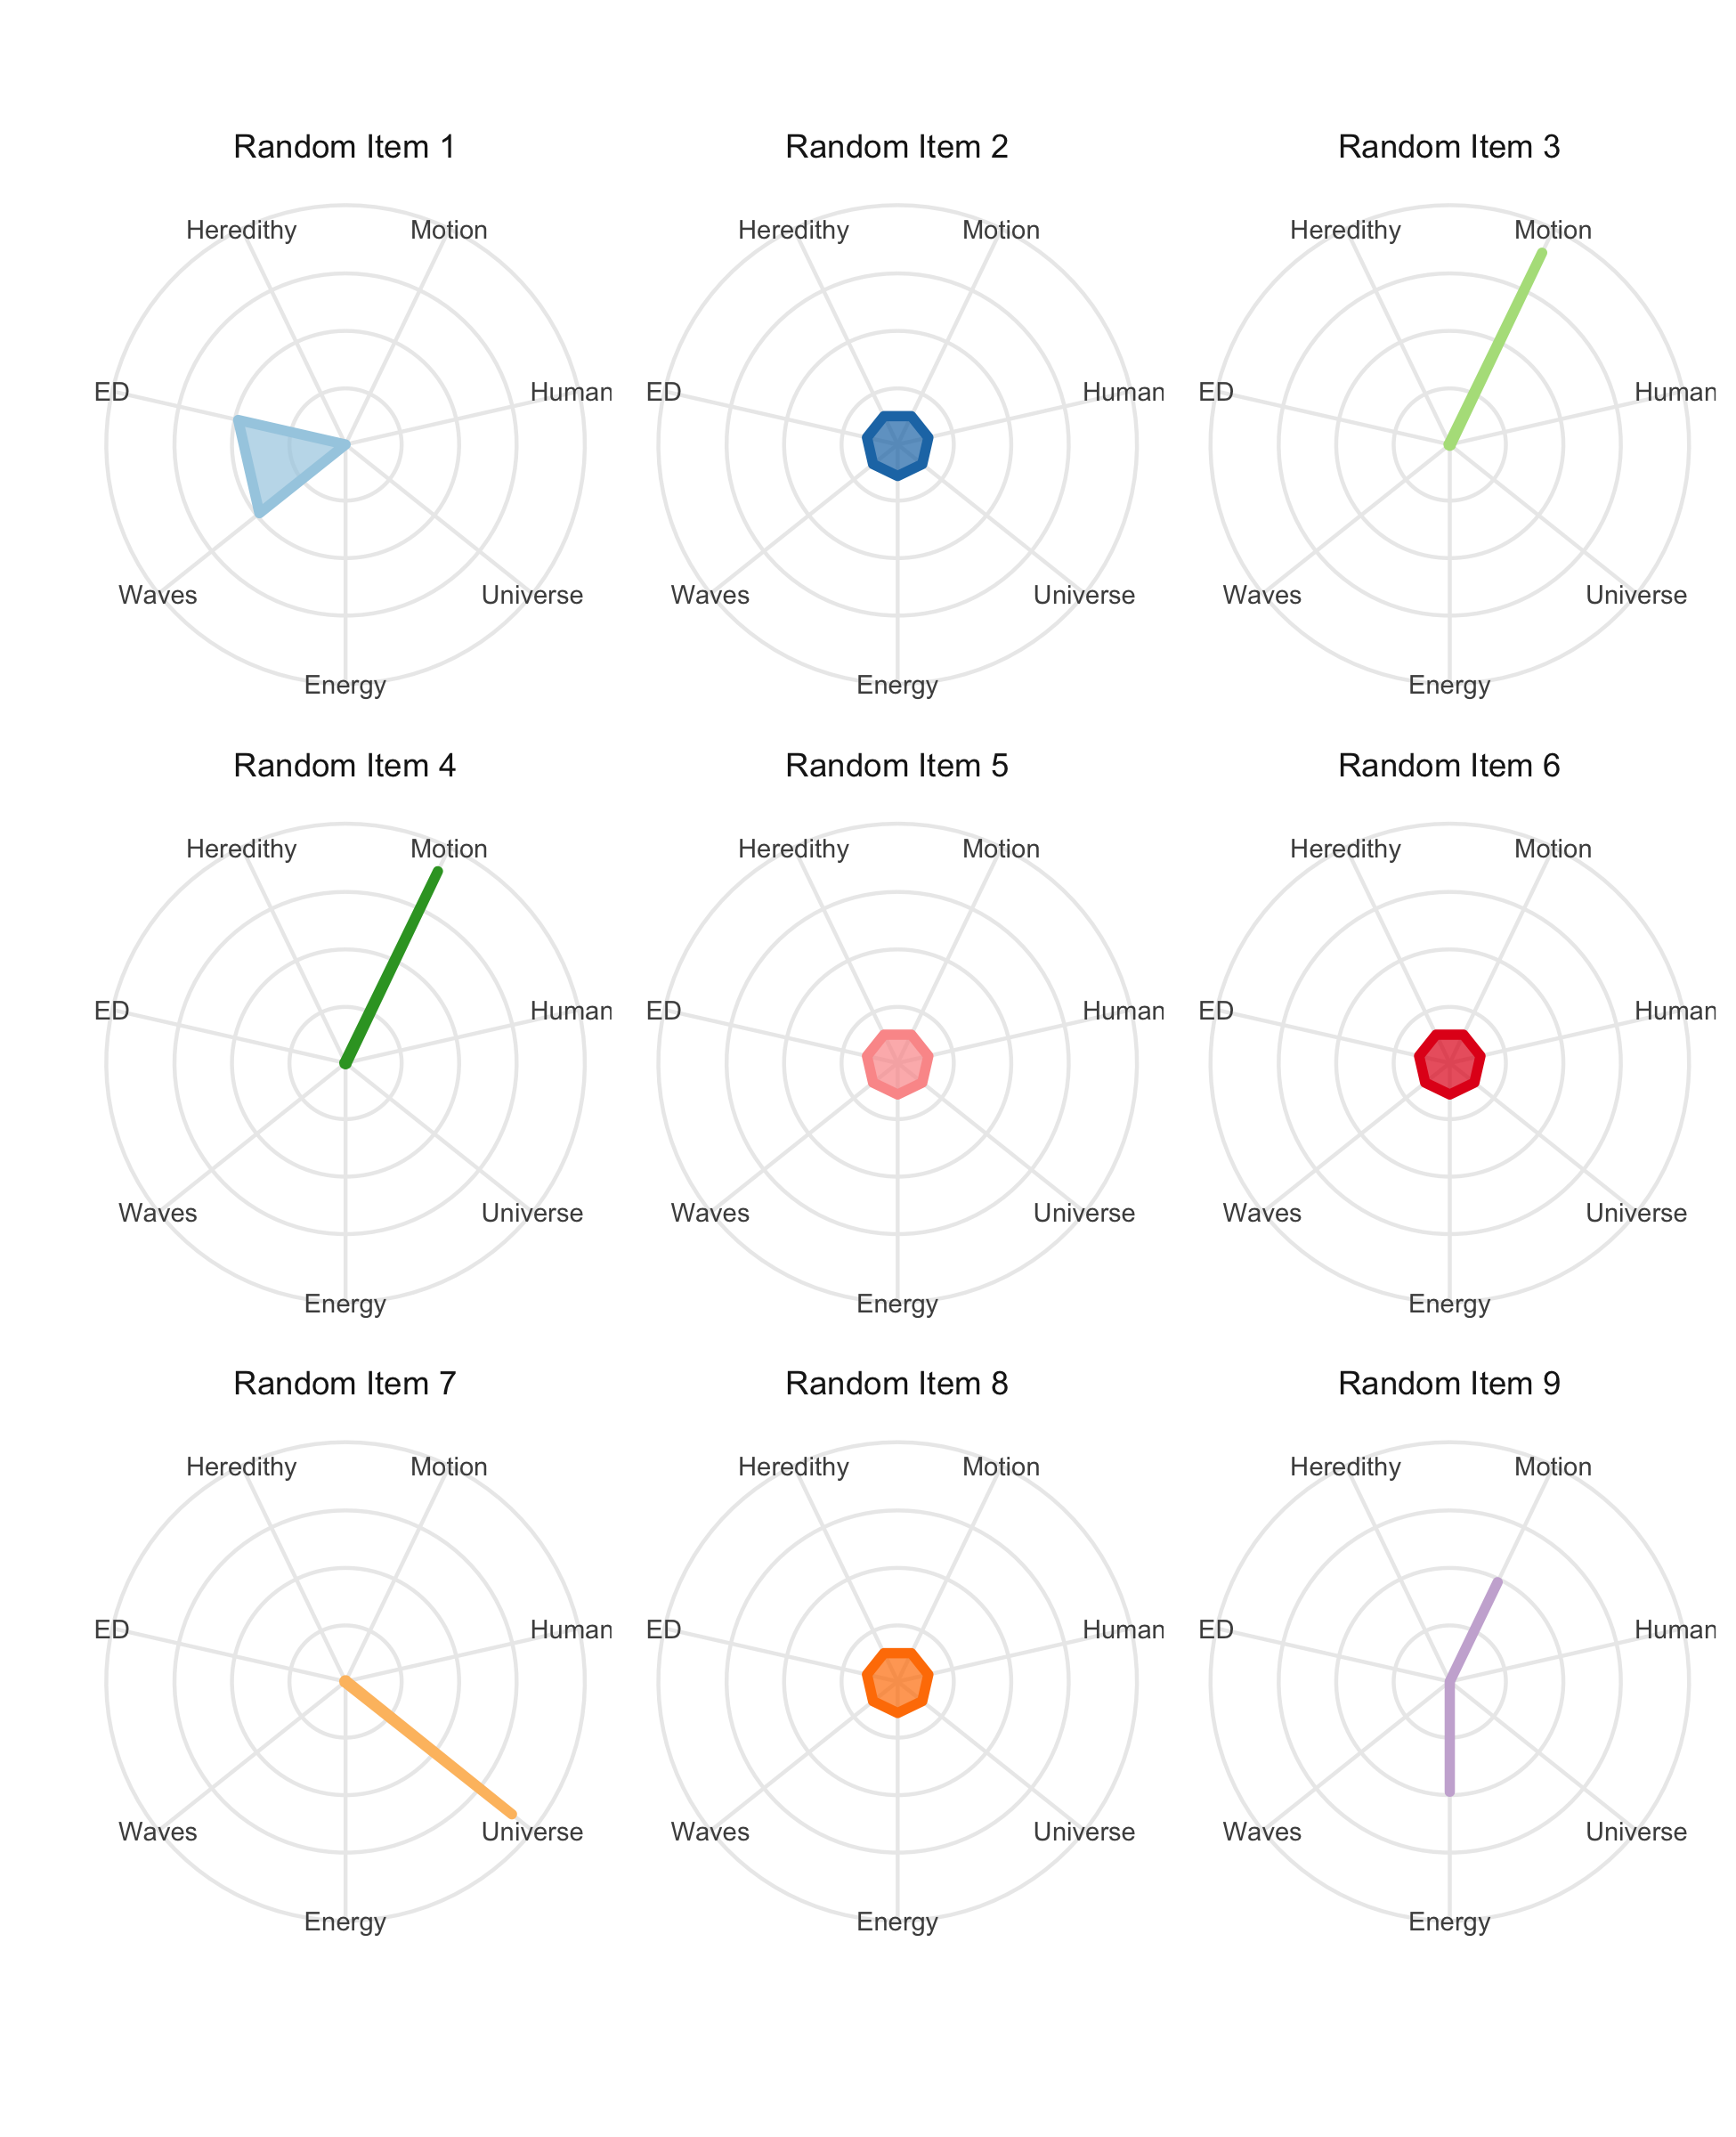 Random Item 1
Random Item 2
Random Item 3
Heredithy
Motion
Heredithy
Motion
Heredithy
Motion
ED
Human
ED
Human
ED
Human
Waves
Universe
Waves
Universe
Waves
Universe
Energy
Energy
Energy
Random Item 4
Random Item 5
Random Item 6
Heredithy
Motion
Heredithy
Motion
Heredithy
Motion
ED
Human
ED
Human
ED
Human
Waves
Universe
Waves
Universe
Waves
Universe
Energy
Energy
Energy
Random Item 7
Random Item 8
Random Item 9
Heredithy
Motion
Heredithy
Motion
Heredithy
Motion
ED
Human
ED
Human
ED
Human
Waves
Universe
Waves
Universe
Waves
Universe
Energy
Energy
Energy